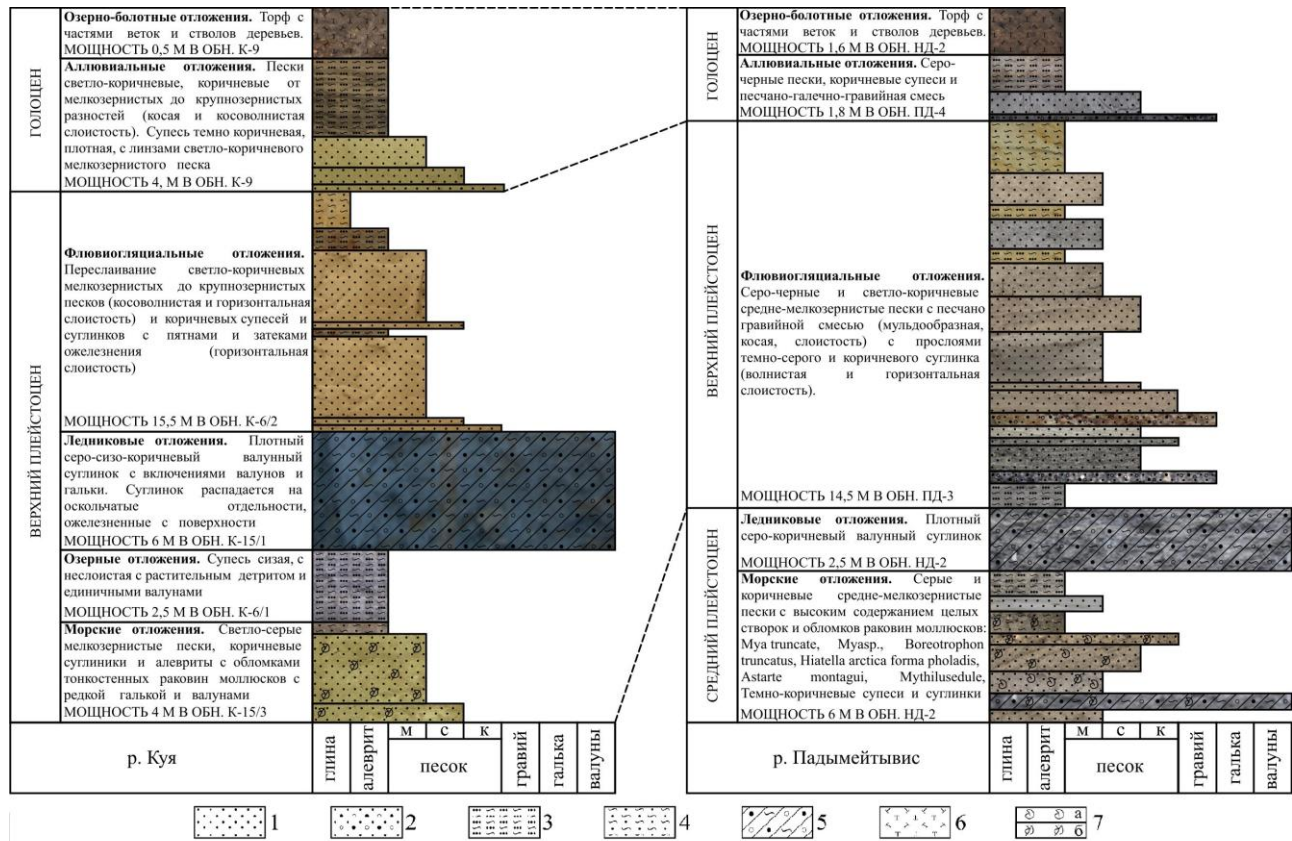 ГОЛОЦЕН
Озерно-болотные отложения. Торф с
частями веток и стволов деревьев.
МОЩНОСТЬ 0,5 М В ОБН. К-9
Аллювиальные отложения. Пески
светло-коричневые, коричневые от
мелкозернистых до крупнозернистых
разностей (косая и косоволнистая
слоистость). Супесь темно коричневая,
плотная, с линзами светло-коричневого
мелкозернистого песка
МОЩНОСТЬ 4, М В ОБН. К-9
ВЕРХНИЙ ПЛЕЙСТОЦЕН
Флювиогляциальные отложения.
Переслаивание светло-коричневых
мелкозернистых до крупнозернистых
песков (косоволнистая и горизонтальная
слоистость) и коричневых супесей и
суглинков с пятнами и затеками
ожелезнения (горизонтальная
слоистость)
МОЩНОСТЬ 15,5 М В ОБН. К-6/2
Ледниковые отложения. Плотный
серо-сизо-коричневый валунный
суглинок с включениями валунов и
гальки. Суглинок распадается на
оскольчатые отдельности,
ожелезненные с поверхности
МОЩНОСТЬ 6 М В ОБН. К-15/1
Озерные отложения. Супесь сизая, с
неслоистая с растительным детритом и
единичными валунами
МОЩНОСТЬ 2,5 М В ОБН. К-6/1
Морские отложения. Светло-серые
мелкозернистые пески, коричневые
суглиники и алевриты с обломками
тонкостенных раковин моллюсков с
редкой галькой и валунами
МОЩНОСТЬ 4 М В ОБН. К-15/3
р. Куя
глина
алеврит
м с к
песок
гравий
галька
валуны
ГОЛОЦЕН
Озерно-болотные отложения. Торф с
частями веток и стволов деревьев.
МОЩНОСТЬ 1,6 М В ОБН. НД-2
Аллювиальные отложения. Серо-
черные пески, коричневые супеси и
песчано-галечно-гравийная смесь
МОЩНОСТЬ 1,8 М В ОБН. ПД-4
ВЕРХНИЙ ПЛЕЙСТОЦЕН
Флювиогляциальные отложения.
Серо-черные и светло-коричневые
средне-мелкозернистые пески с песчано
гравийной смесью (мульдообразная,
косая, слоистость) с прослоями
темно-серого и коричневого суглинка
(волнистая и горизонтальная
слоистость).
МОЩНОСТЬ 14,5 М В ОБН. ПД-3
СРЕДНИЙ ПЛЕЙСТОЦЕН
Ледниковые отложения. Плотный
серо-коричневый валунный суглинок
МОЩНОСТЬ 2,5 М В ОБН. НД-2
Морские отложения. Серые и
коричневые средне-мелкозернистые
пески с высоким содержанием целых
створок и обломков раковин моллюсков:
Mya truncate, Myasp., Boreotrophon
truncatus, Hiatella arctica forma pholadis,
Astarte montagui, Mythilusedule,
Темно-коричневые супеси и суглинки
МОЩНОСТЬ 6 М В ОБН. НД-2
р. Падымейтывис
глина
алеврит
м с к
песок
гравий
галька
валуны
1 2 3 4 5 6 а б 7